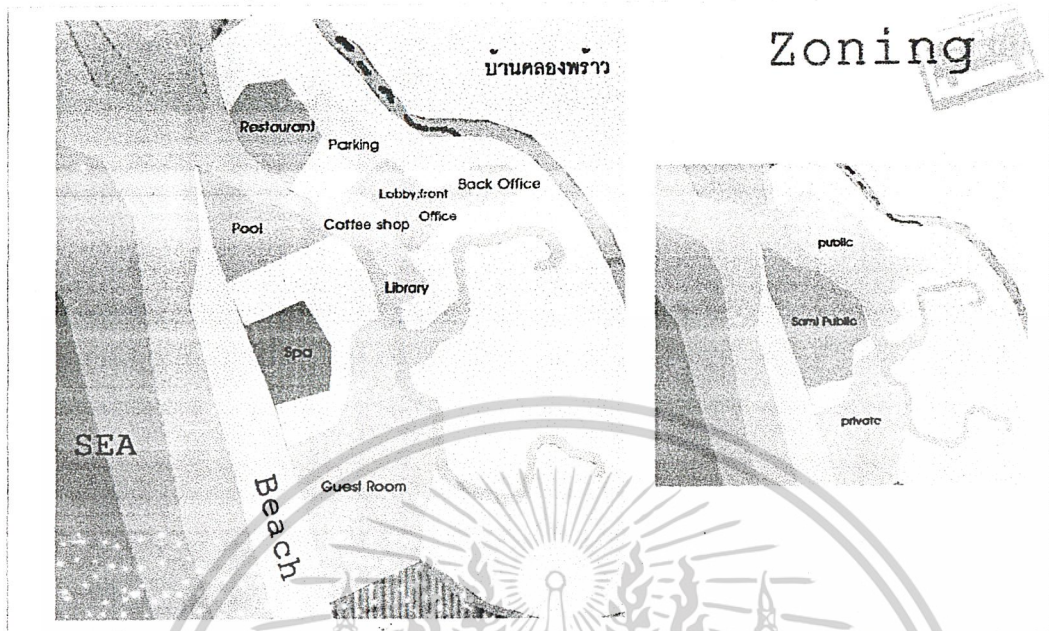 Zoning
บ้านคลองพร้าว
Restaurant
Parking
Back Office
Lobby,front
Office
Pool
Coffee shop
Library
Spa
SEA
Guest Room
Beach
public
Sami Public
private